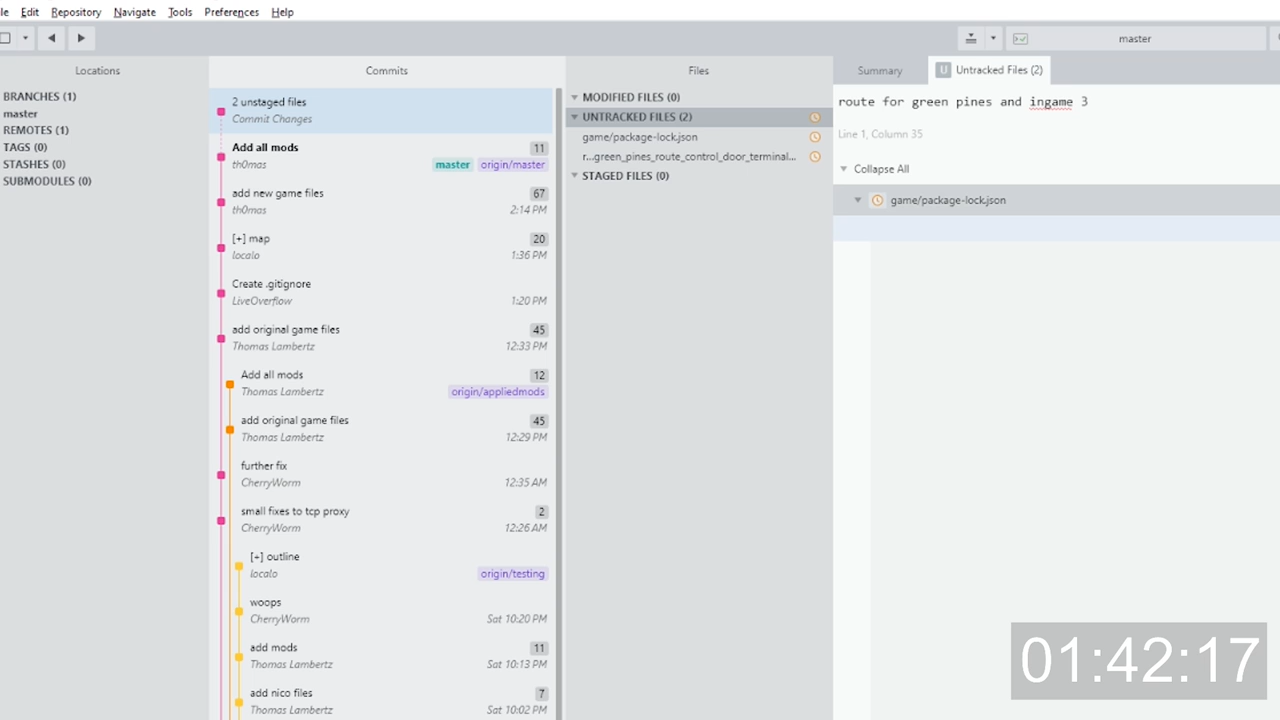 le Edit Repository Navigate Tools Preferences Help
master
Locations
BRANCHES (1)
master
REMOTES (1)
TAGS (0)
STASHES (0)
SUBMODULES (0)
Commits
2 unstaged files
Commit Changes
Add all mods 11
th0mas master origin/master
add new game files 67
th0mas 2:14 PM
[+] map 20
localo 1:36 PM
Create .gitignore
LiveOverflow 1:20 PM
add original game files 45
Thomas Lambertz 12:33 PM
Add all mods 12
Thomas Lambertz origin/appliedmods
add original game files 45
Thomas Lambertz 12:29 PM
further fix
CherryWorm 12:35 AM
small fixes to tcp proxy 2
CherryWorm 12:26 AM
[+] outline
localo origin/testing
woops
CherryWorm Sat 10:20 PM
add mods 11
Thomas Lambertz Sat 10:13 PM
add nico files 7
Thomas Lambertz Sat 10:02 PM
Files
MODIFIED FILES (0)
UNTRACKED FILES (2)
game/package-lock.json
r...green_pines_route_control_door_terminal...
STAGED FILES (0)
Summary U Untracked Files (2)
route for green pines and ingame 3
Line 1, Column 35
Collapse All
game/package-lock.json
01:42:17